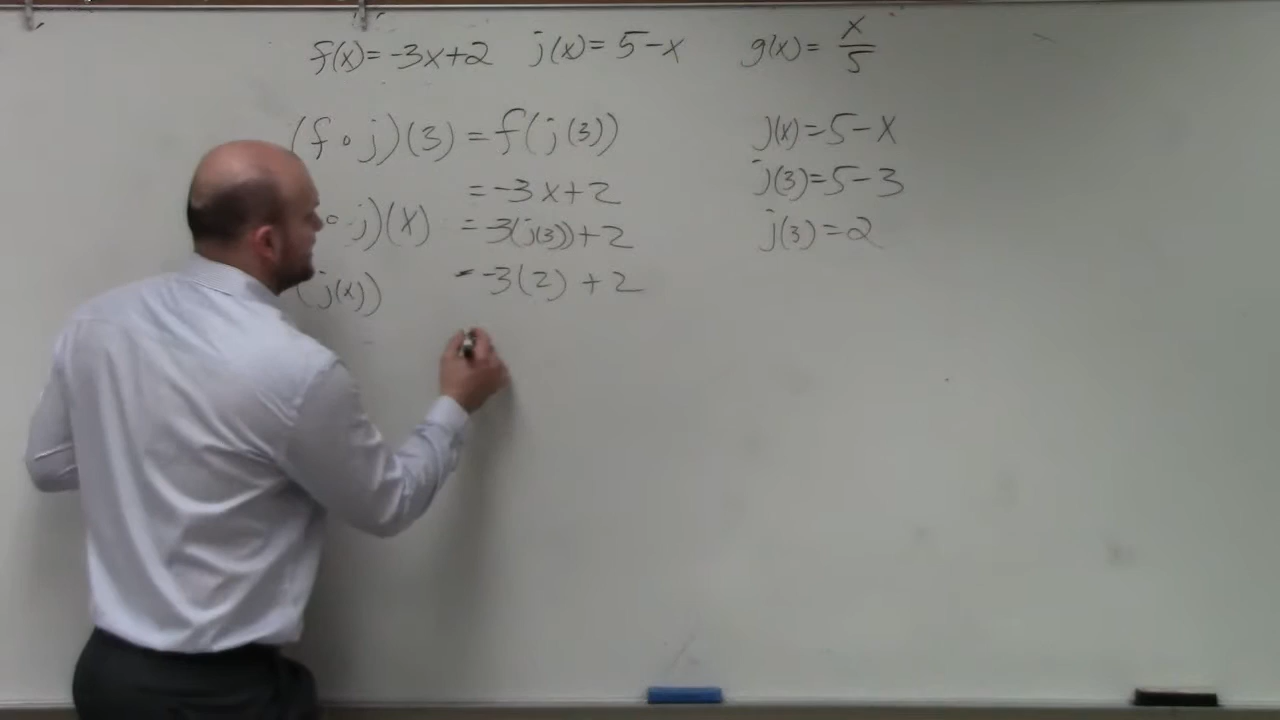 f(x)=-3x+2 j(x)=5-x g(x)=x/5
(f∘j)(3)=f(j(3))
=-3x+2
∘j)(x) =-3(j(3))+2
(j(x)) =-3(2)+2
j(x)=5-x
j(3)=5-3
j(3)=2